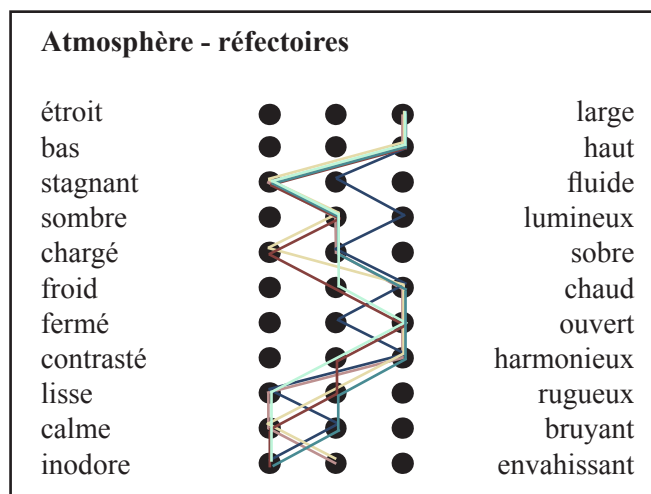 Atmosphère - réfectoires
étroit large
bas haut
stagnant fluide
sombre lumineux
chargé sobre
froid chaud
fermé ouvert
contrasté harmonieux
lisse rugueux
calme bruyant
inodore envahissant